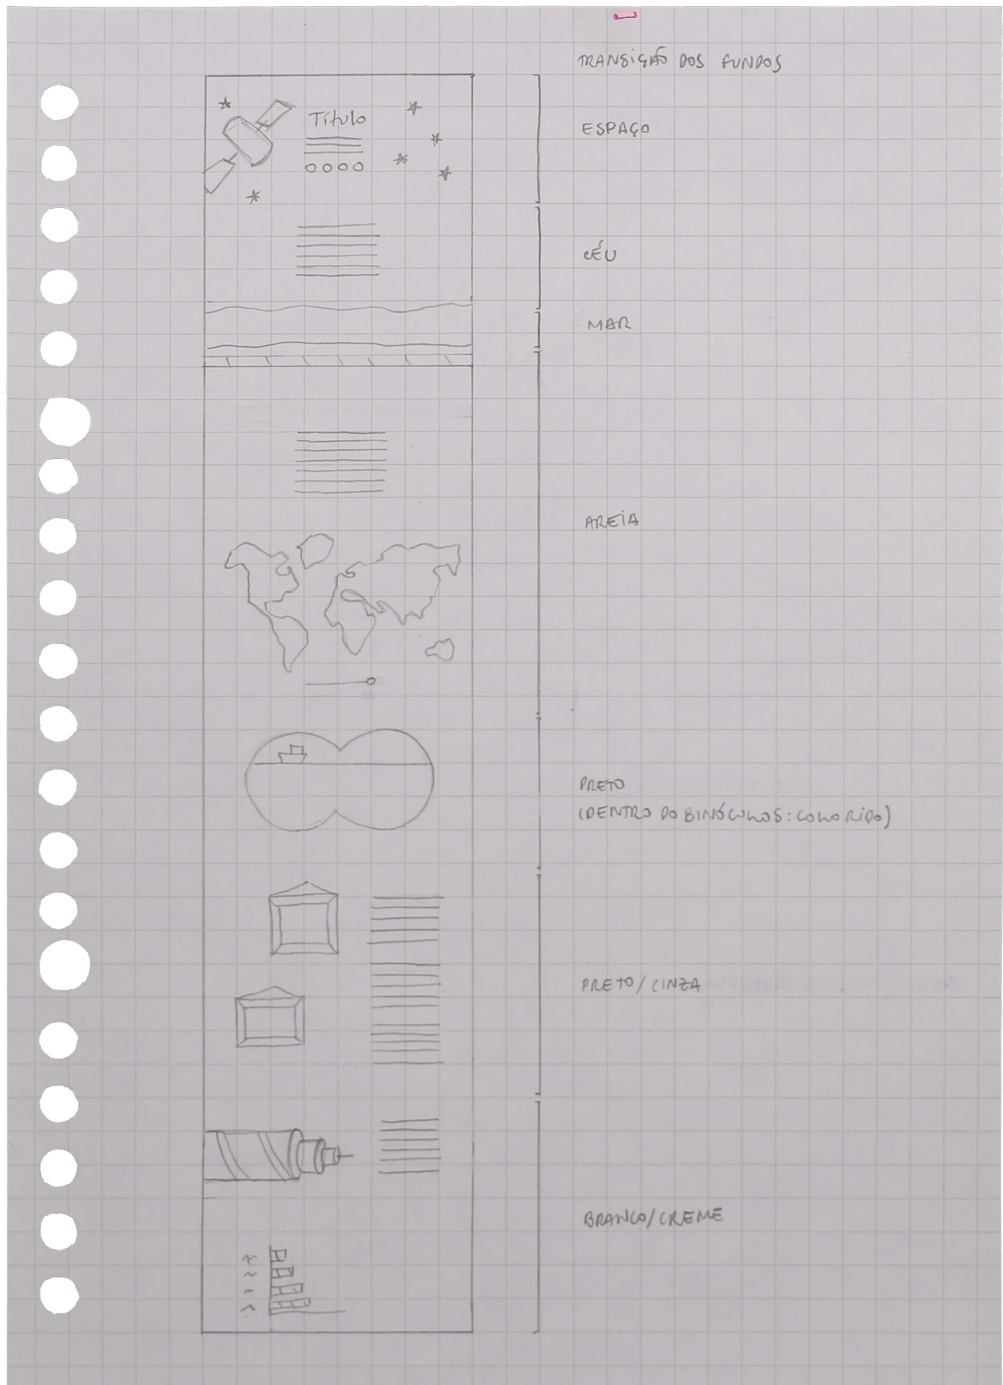 TRANSIÇÃO DOS FUNDOS
Título
ESPAÇO
CÉU
MAR
AREIA
PRETO
(DENTRO DO BINÓCULOS: COLORIDO)
PRETO/CINZA
BRANCO/CREME